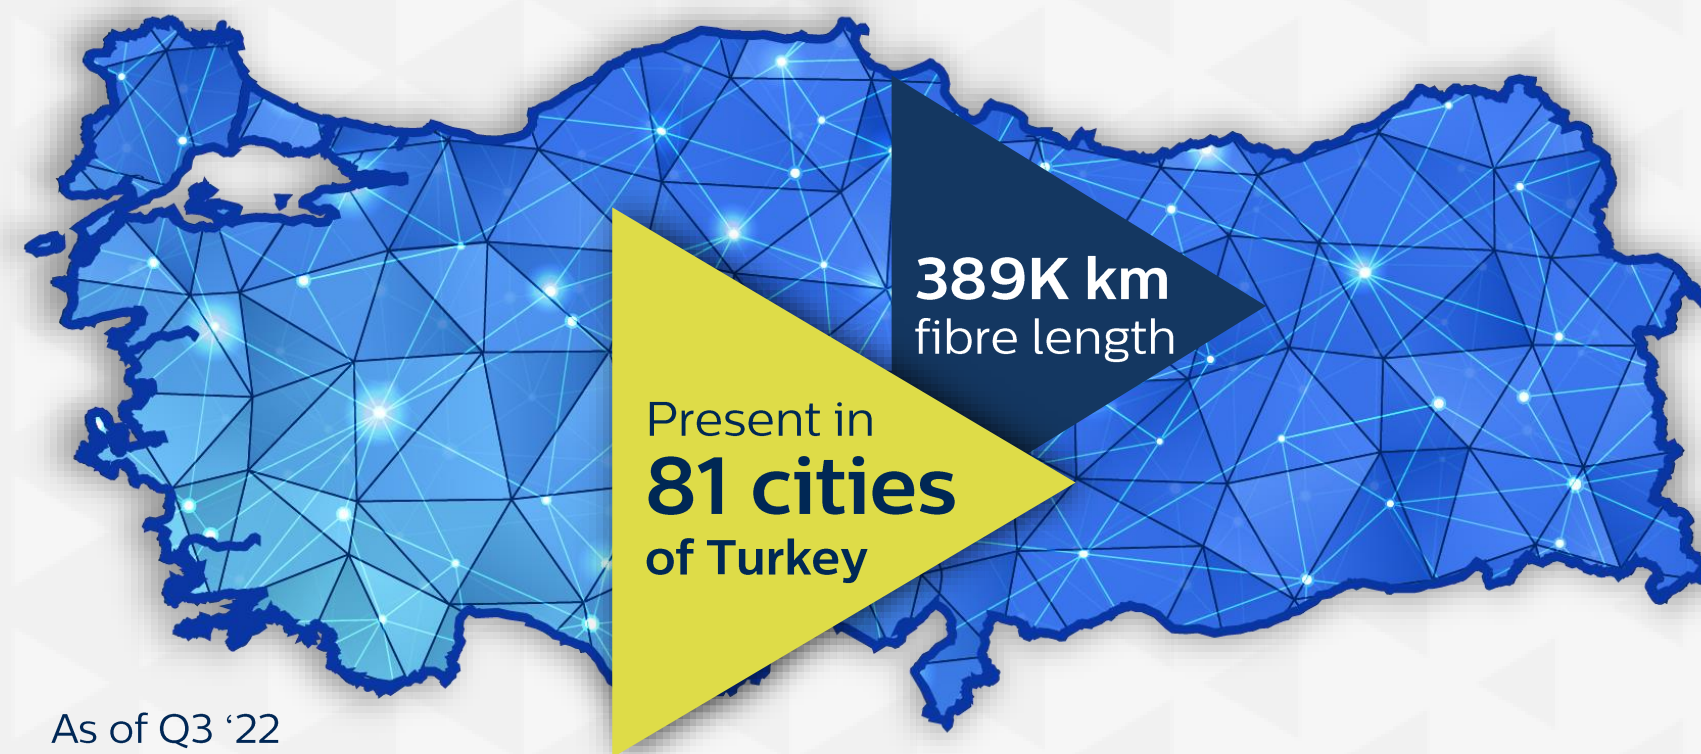 389K km
fibre length
Present in
81 cities
of Turkey
As of Q3 ‘22